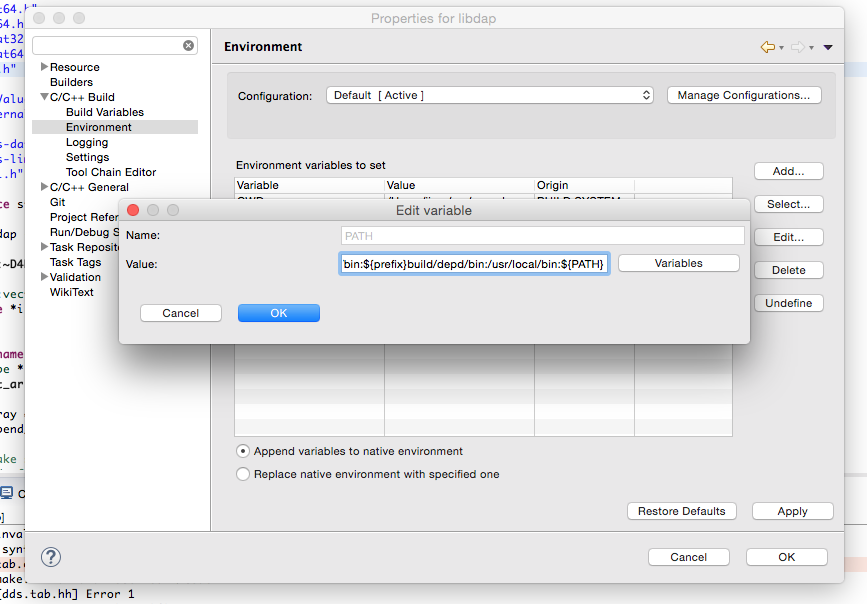 Properties for libdap
Environment
Resource
Builders
C/C++ Build
Build Variables
Environment
Logging
Settings
Tool Chain Editor
C/C++ General
Git
Project Refer
Run/Debug S
Task Reposito
Task Tags
Validation
WikiText
Configuration:
Default [ Active ]
Manage Configurations...
Environment variables to set
Variable Value Origin
Add...
Select...
Edit...
Delete
Undefine
Edit variable
Name: PATH
Value: bin:${prefix}build/depd/bin:/usr/local/bin:${PATH}
Variables
Cancel OK
Append variables to native environment
Replace native environment with specified one
Restore Defaults Apply
Cancel OK
[dds.tab.hh] Error 1